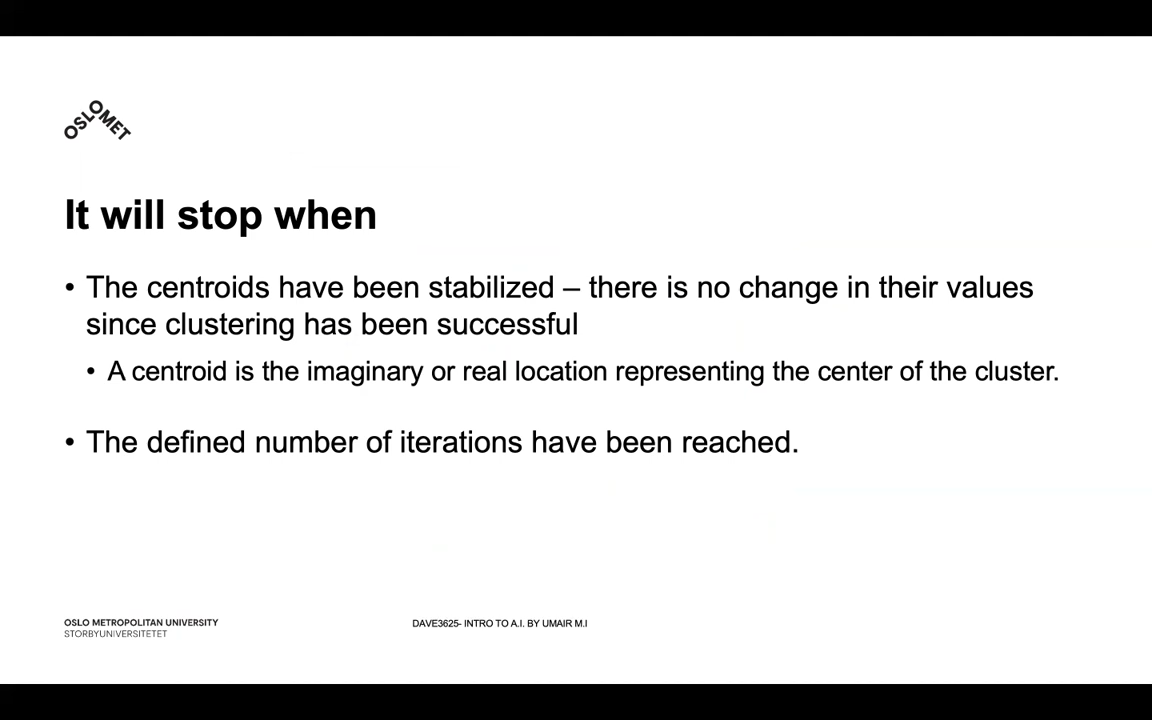 OSLOMET
It will stop when
• The centroids have been stabilized – there is no change in their values
since clustering has been successful
• A centroid is the imaginary or real location representing the center of the cluster.
• The defined number of iterations have been reached.
OSLO METROPOLITAN UNIVERSITY
STORBYUNIVERSITETET
DAVE3625- INTRO TO A.I. BY UMAIR M.I